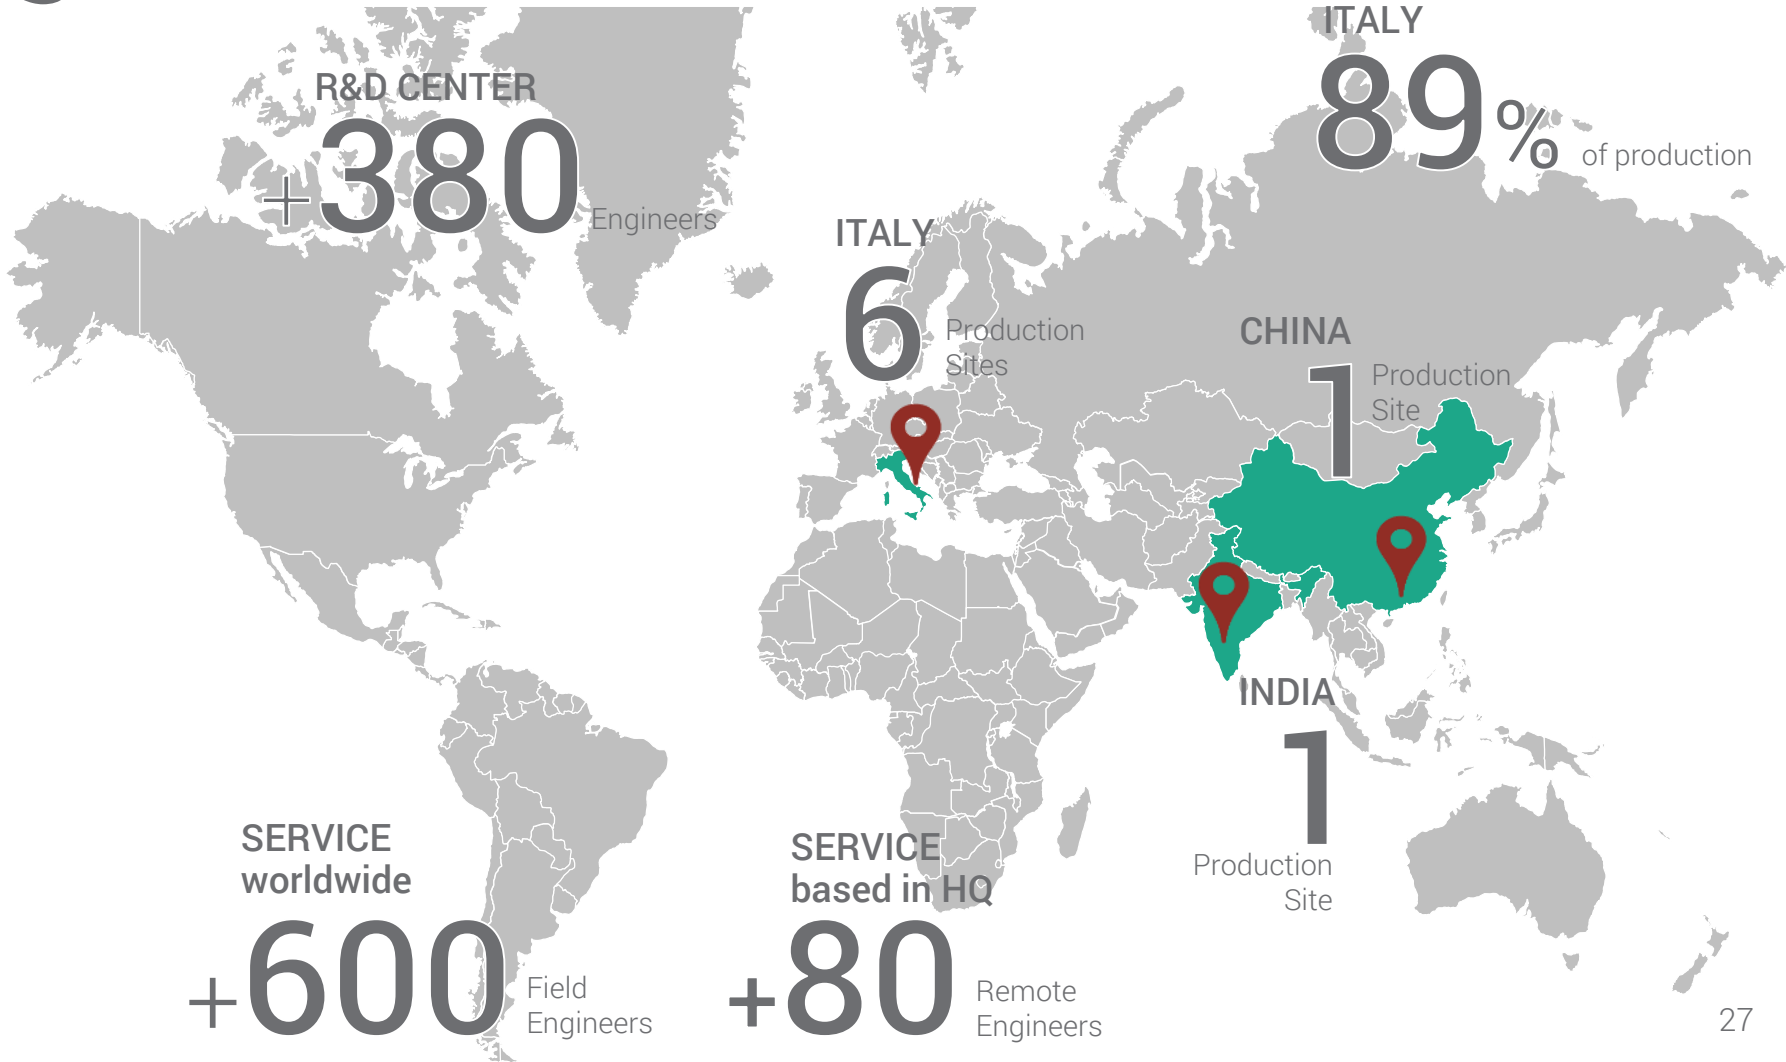 R&D CENTER
+380 Engineers
ITALY
89% of production
ITALY
6 Production
Sites
CHINA
1 Production
Site
INDIA
1
Production
Site
SERVICE
worldwide
+600 Field
Engineers
SERVICE
based in HQ
+80 Remote
Engineers
27